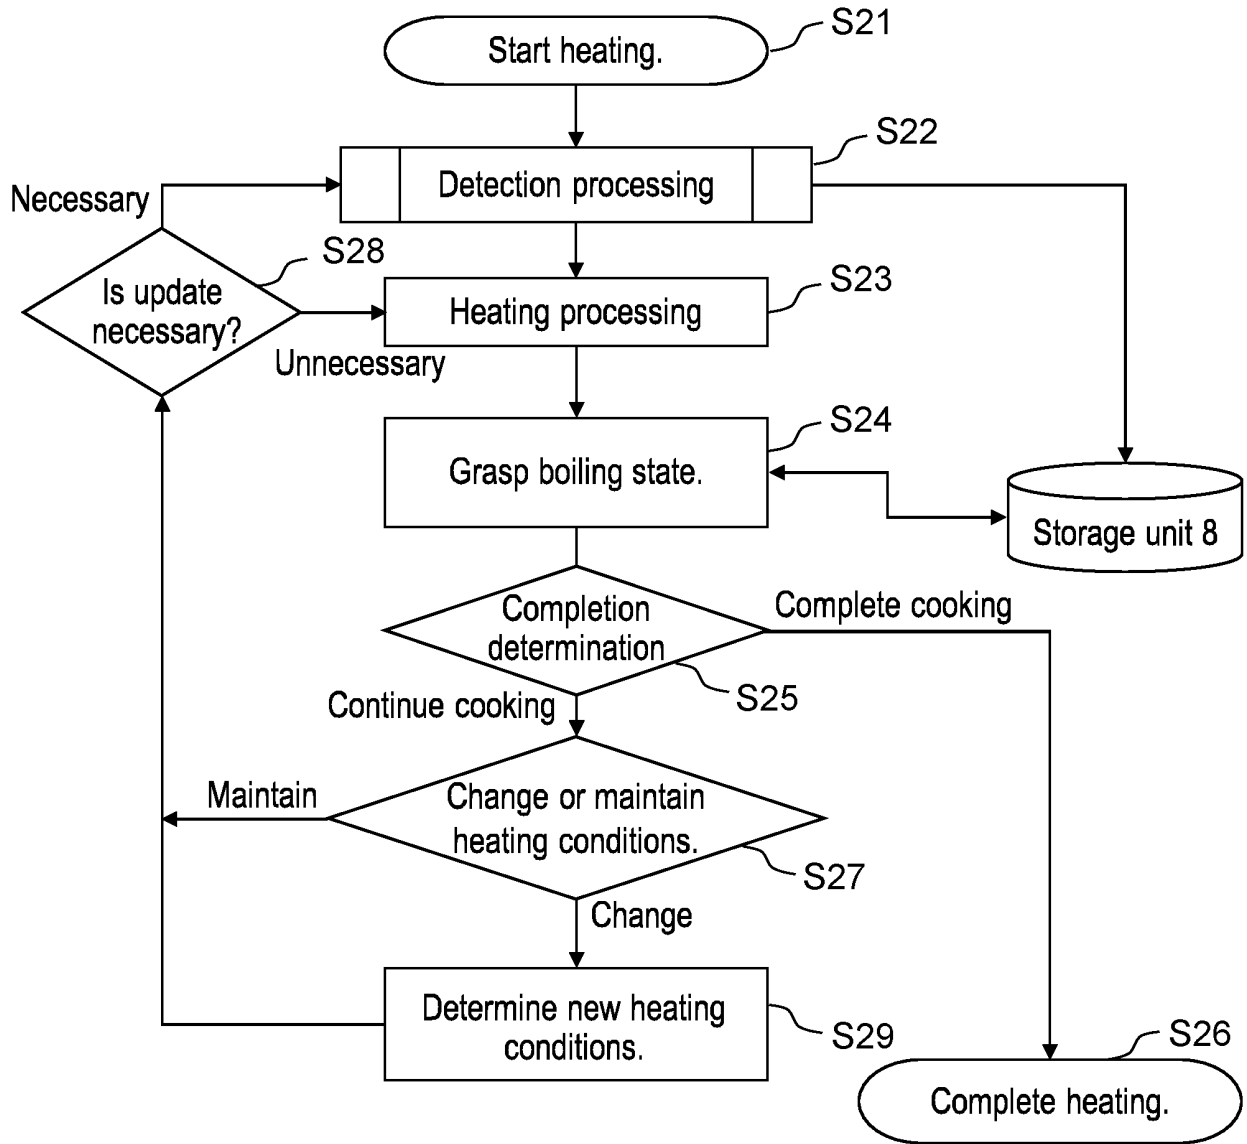 S21
Start heating.
S22
Necessary
Detection processing
S28
S23
Is update
necessary?
Heating processing
Unnecessary
S24
Grasp boiling state.
Storage unit 8
Completion
determination
Complete cooking
S25
Continue cooking
Maintain
Change or maintain
heating conditions.
S27
Change
Determine new heating
conditions.
S29
S26
Complete heating.